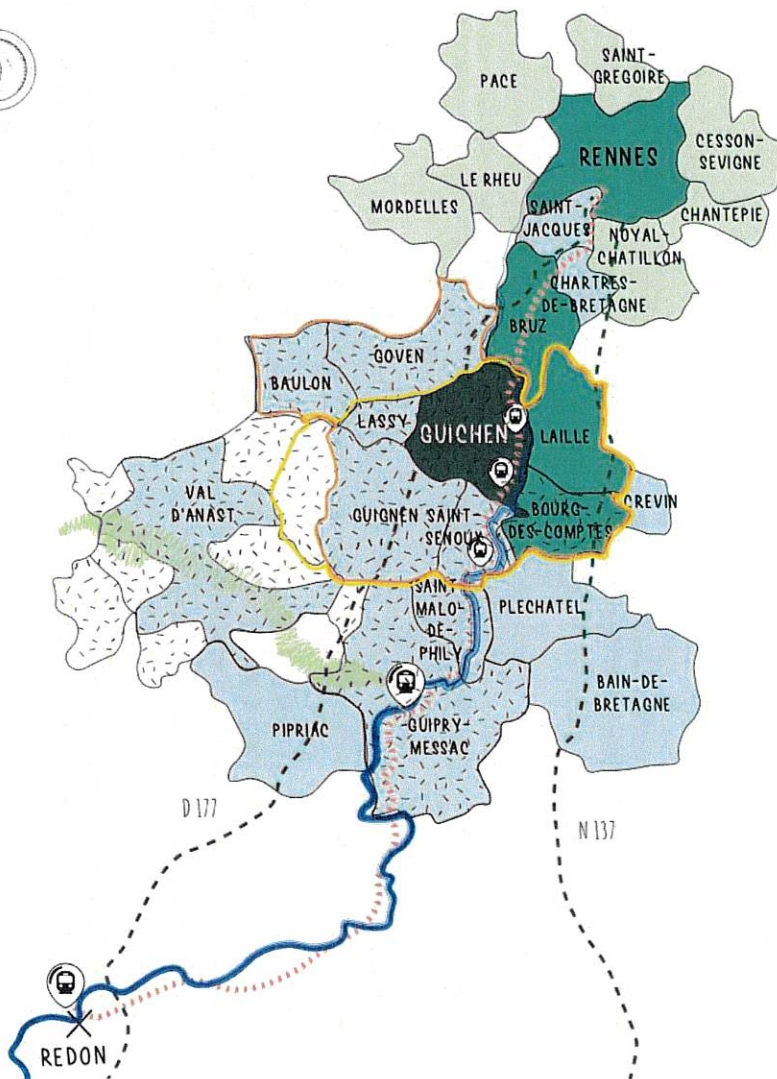 SAINT-
GREGOIRE
PACE
RENNES
CESSON-
SEVIGNE
LE RHEU
MORDELLES
SAINT-
JACQUES
CHANTEPIE
NOYAL-
CHATILLON
CHARTRES-
DE-BRETAGNE
BRUZ
GOVEN
BAULON
LASSY
GUICHEN
LAILLE
VAL
D'ANAST
GUIGNEN
SAINT-
SENOUX
BOURG-
DES-COMPTES
CREVIN
SAINT
MALO-
DE-
PHILY
PLECHATEL
BAIN-DE-
BRETAGNE
PIPRIAC
GUIPRY-
MESSAC
D 177
N 137
REDON